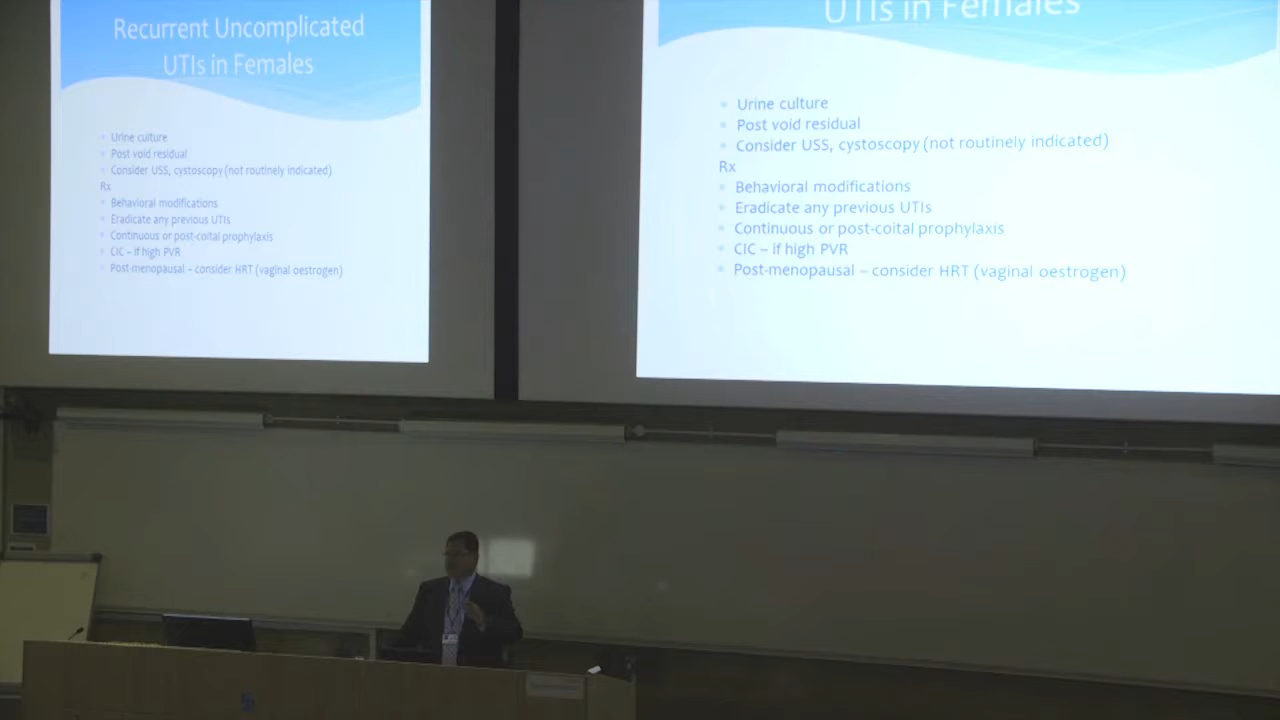 Recurrent Uncomplicated
UTIs in Females
Urine culture
Post void residual
Consider USS, cystoscopy (not routinely indicated)
Rx
Behavioral modifications
Eradicate any previous UTIs
Continuous or post-coital prophylaxis
CIC – if high PVR
Post-menopausal – consider HRT (vaginal oestrogen)
UTIs in Females
Urine culture
Post void residual
Consider USS, cystoscopy (not routinely indicated)
Rx
Behavioral modifications
Eradicate any previous UTIs
Continuous or post-coital prophylaxis
CIC – if high PVR
Post-menopausal – consider HRT (vaginal oestrogen)